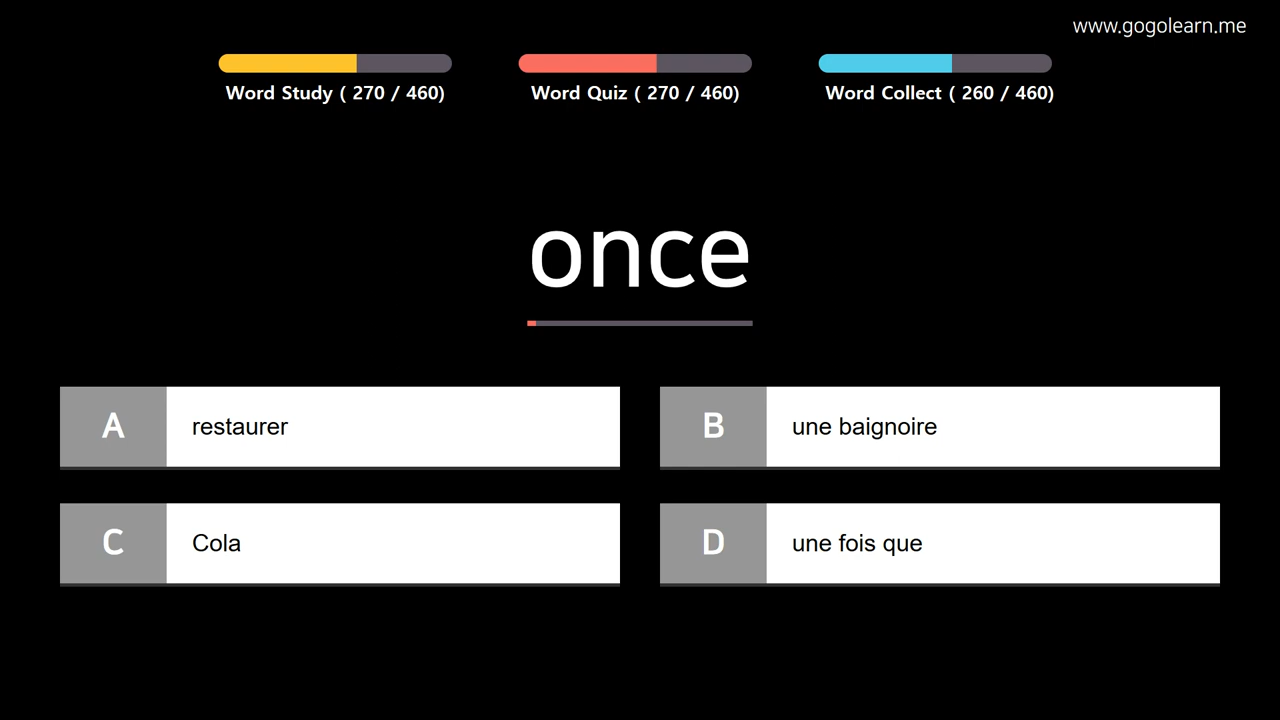 www.gogolearn.me
Word Study ( 270 / 460)
Word Quiz ( 270 / 460)
Word Collect ( 260 / 460)
once
A
restaurer
B
une baignoire
C
Cola
D
une fois que